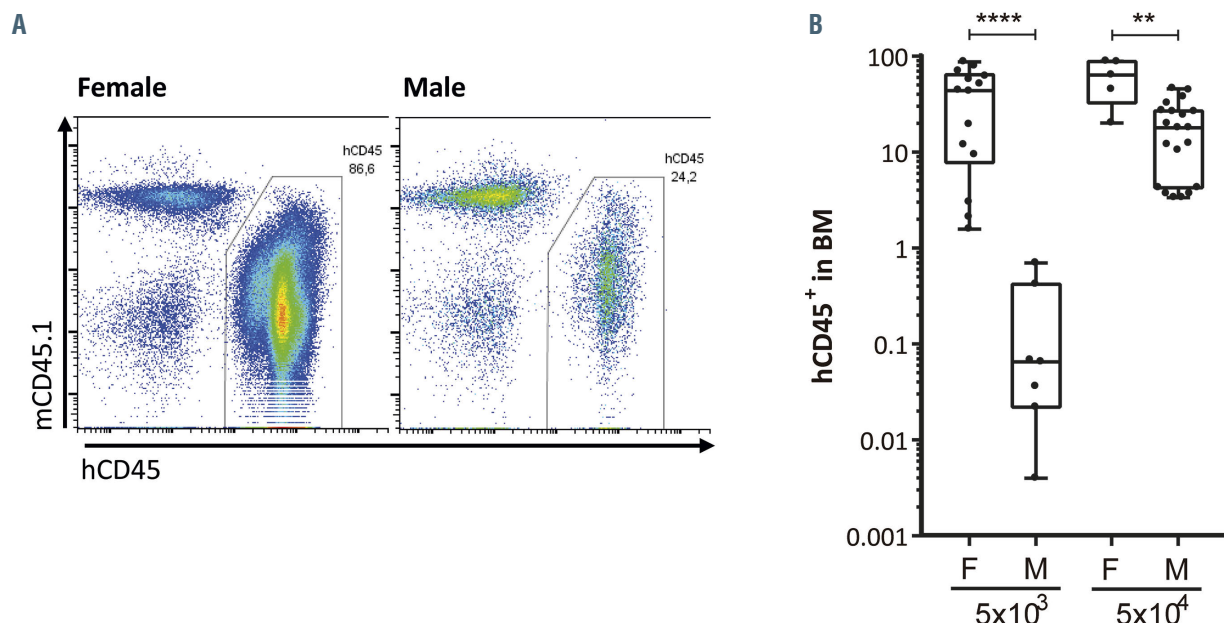 A
Female
Male
hCD45
86,6
hCD45
24,2
mCD45.1
hCD45
B
**** **
hCD45⁺ in BM
100
10
1
0.1
0.01
0.001
F M F M
5x10³ 5x10⁴